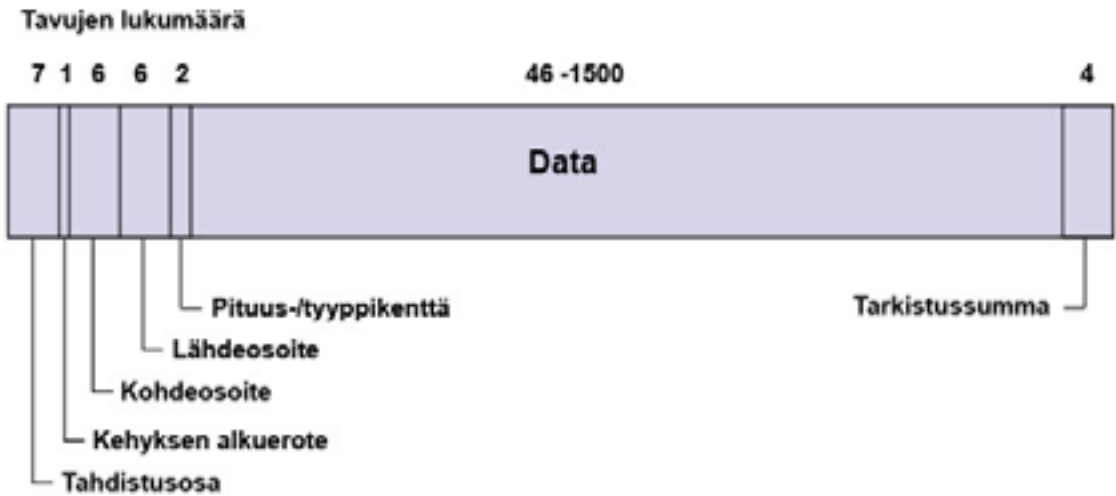 Tavujen lukumäärä
7 1 6 6 2 46 -1500 4
Data
Pituus-/tyyppikenttä
Tarkistussumma
Lähdeosoite
Kohdeosoite
Kehyksen alkuerote
Tahdistusosa